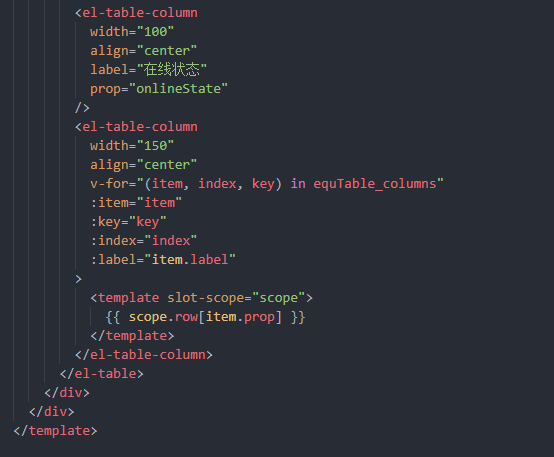 <el-table-column
width="100"
align="center"
label="在线状态"
prop="onlineState"
/>
<el-table-column
width="150"
align="center"
v-for="(item, index, key) in equTable_columns"
:item="item"
:key="key"
:index="index"
:label="item.label"
>
<template slot-scope="scope">
{{ scope.row[item.prop] }}
</template>
</el-table-column>
</el-table>
</div>
</div>
</template>